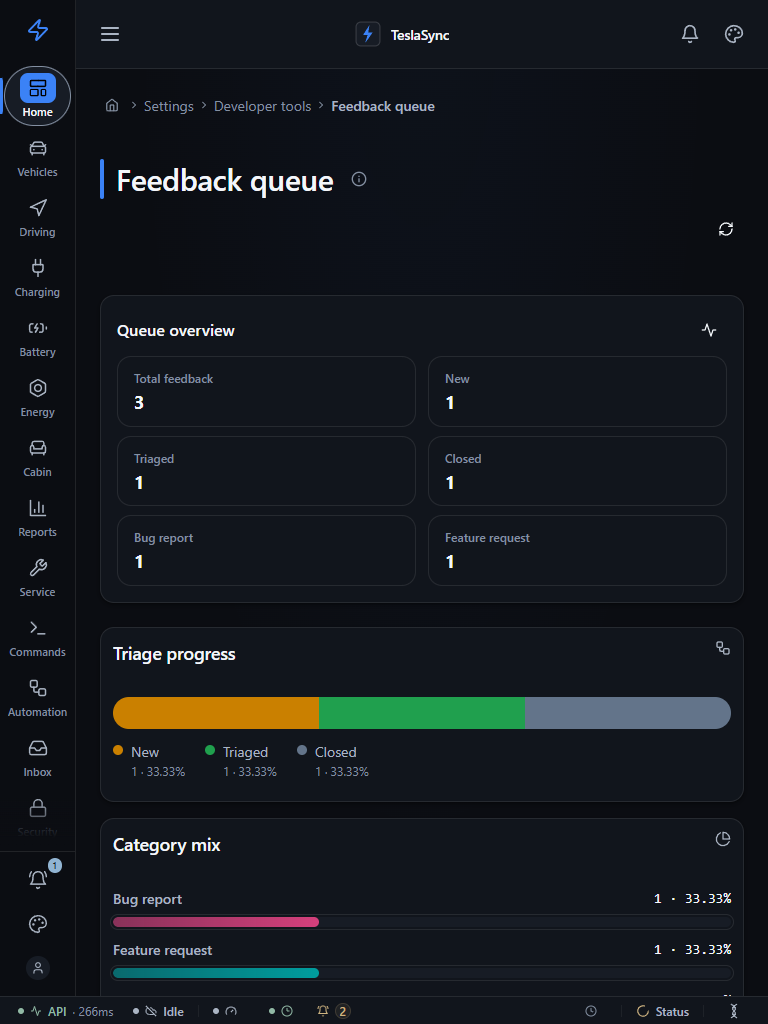 TeslaSync
Home
Vehicles
Driving
Charging
Battery
Energy
Cabin
Reports
Service
Commands
Automation
Inbox
Security
1
Settings > Developer tools > Feedback queue
Feedback queue
Queue overview
Total feedback
3
New
1
Triaged
1
Closed
1
Bug report
1
Feature request
1
Triage progress
New
1 · 33.33%
Triaged
1 · 33.33%
Closed
1 · 33.33%
Category mix
Bug report 1 · 33.33%
Feature request 1 · 33.33%
API · 266ms Idle 2 Status